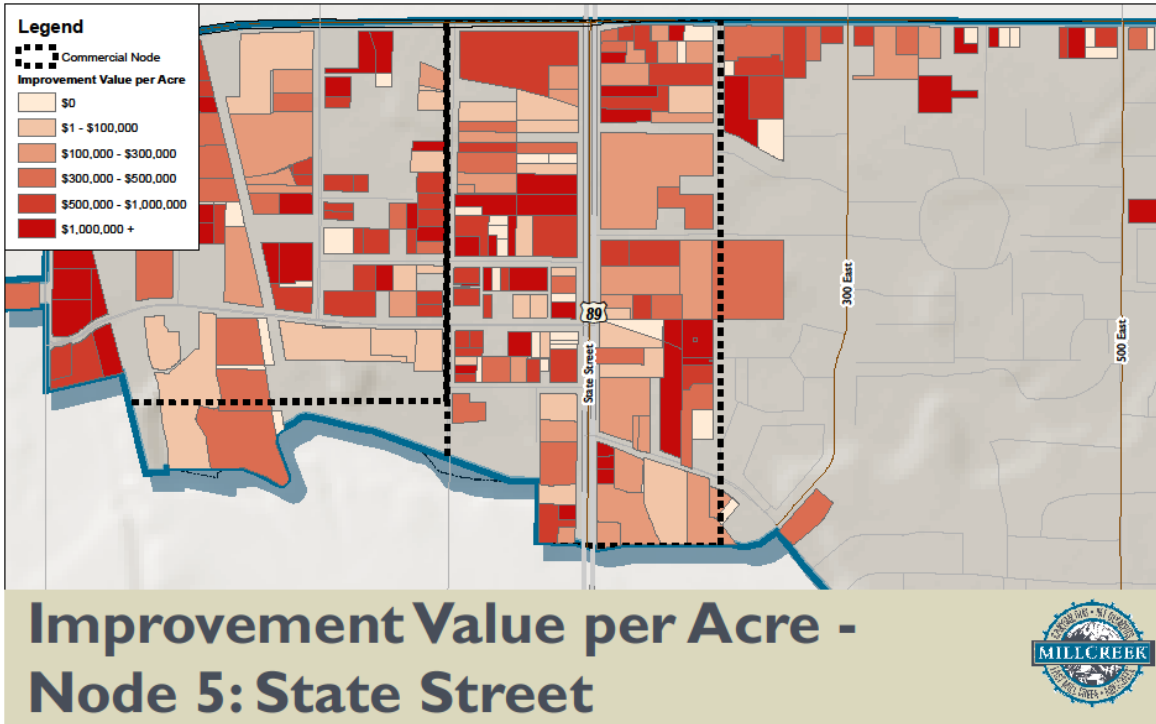 Legend
Commercial Node
Improvement Value per Acre
$0
$1 - $100,000
$100,000 - $300,000
$300,000 - $500,000
$500,000 - $1,000,000
$1,000,000 +
89
State Street
300 East
500 East
Improvement Value per Acre -
Node 5: State Street
MILLCREEK